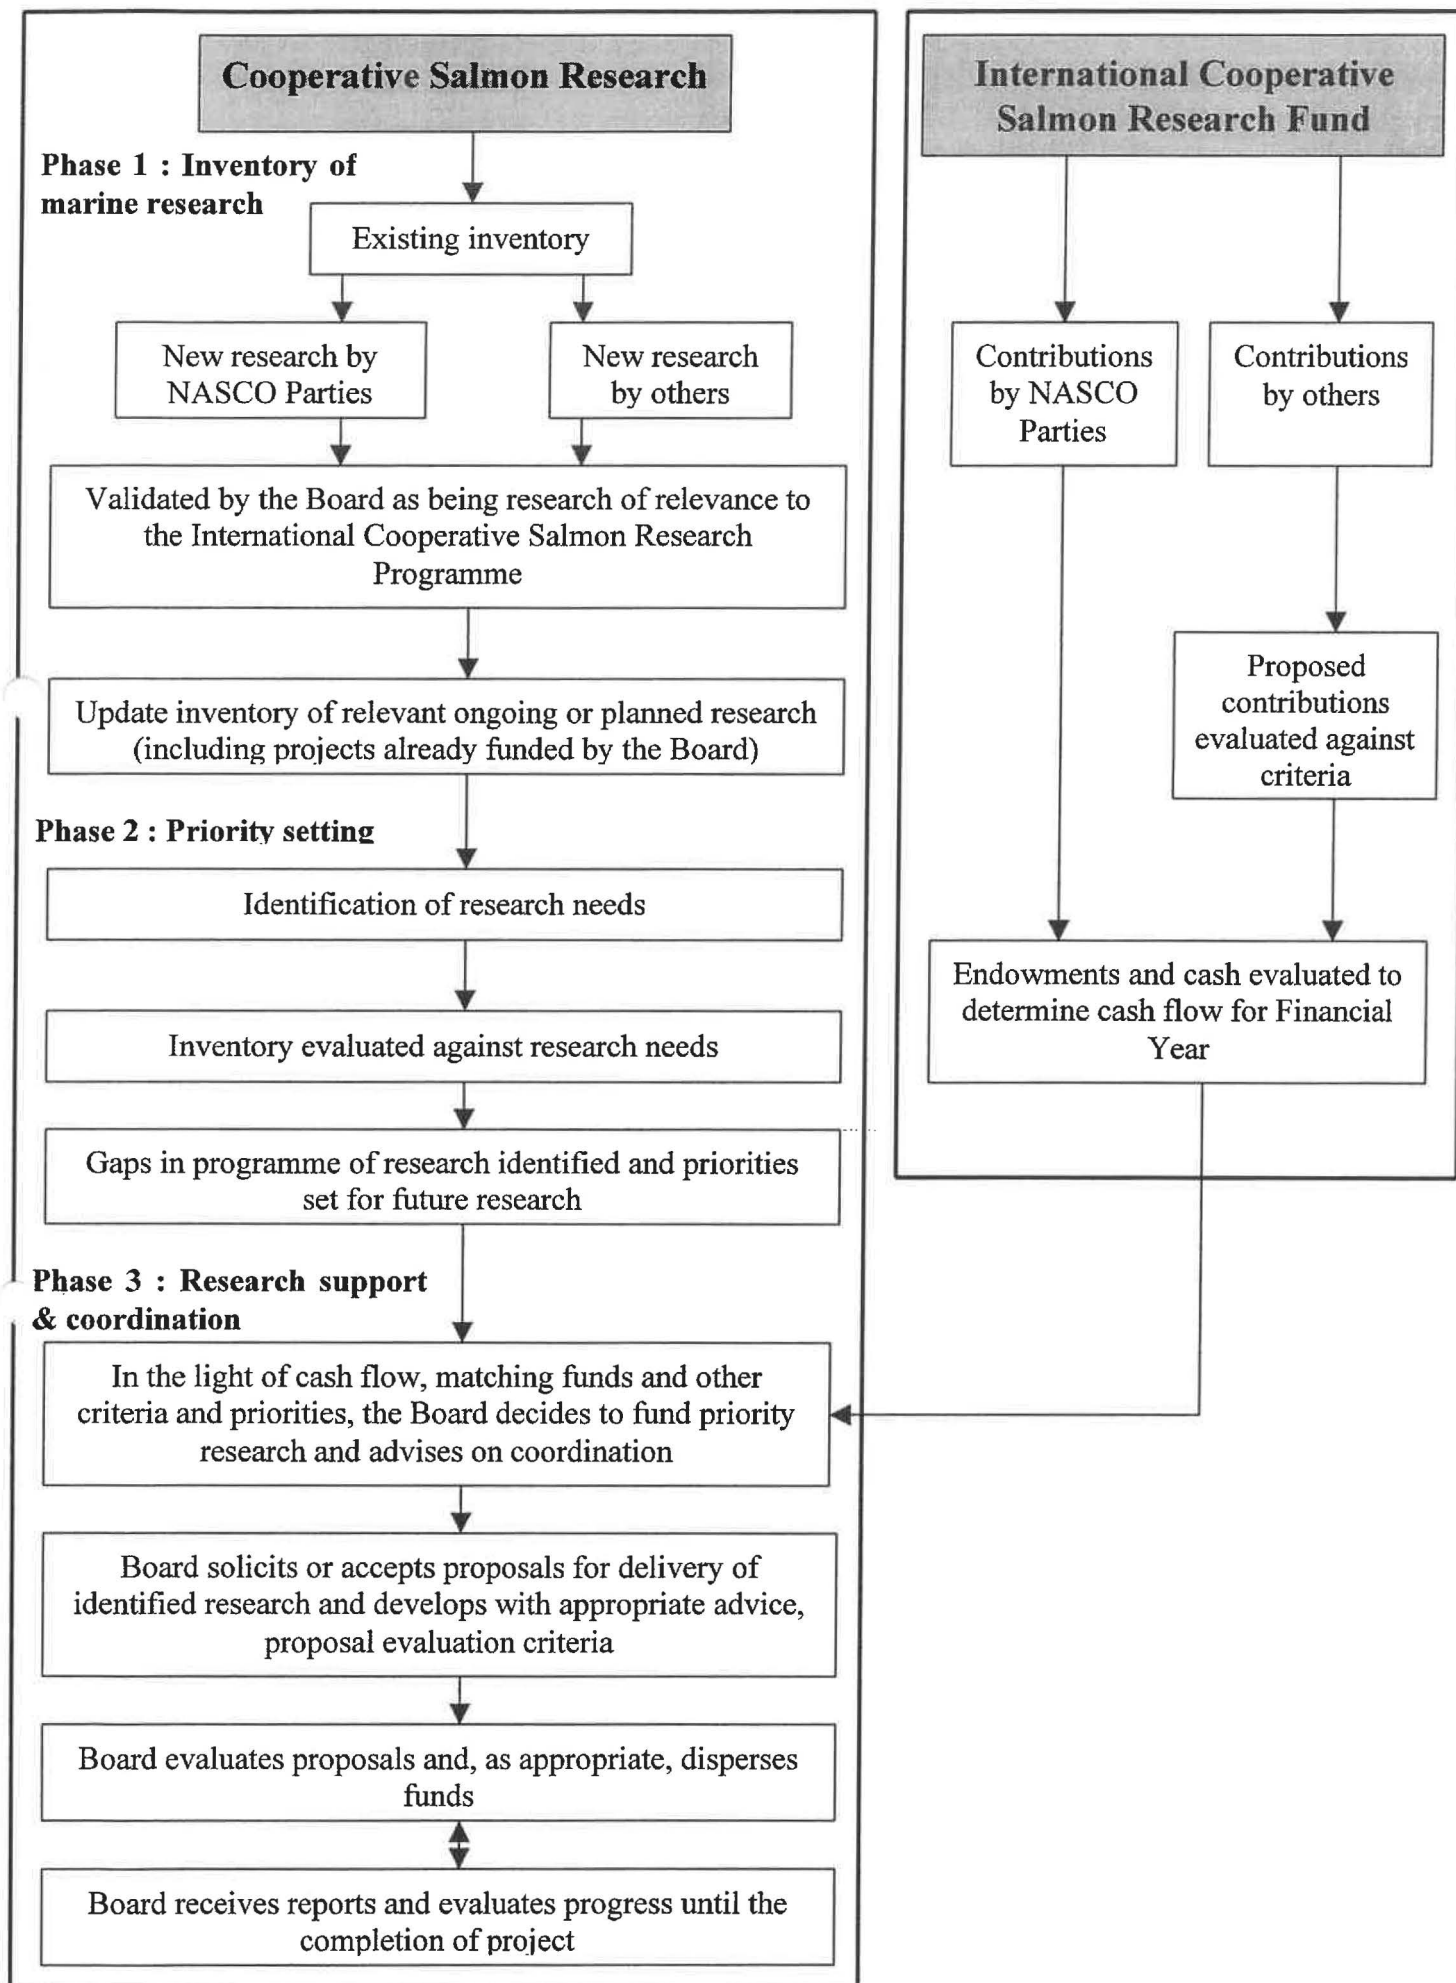 Cooperative Salmon Research
Phase 1 : Inventory of
marine research
Existing inventory
New research by
NASCO Parties
New research
by others
Validated by the Board as being research of relevance to
the International Cooperative Salmon Research
Programme
Update inventory of relevant ongoing or planned research
(including projects already funded by the Board)
Phase 2 : Priority setting
Identification of research needs
Inventory evaluated against research needs
Gaps in programme of research identified and priorities
set for future research
Phase 3 : Research support
& coordination
In the light of cash flow, matching funds and other
criteria and priorities, the Board decides to fund priority
research and advises on coordination
Board solicits or accepts proposals for delivery of
identified research and develops with appropriate advice,
proposal evaluation criteria
Board evaluates proposals and, as appropriate, disperses
funds
Board receives reports and evaluates progress until the
completion of project
International Cooperative
Salmon Research Fund
Contributions
by NASCO
Parties
Contributions
by others
Proposed
contributions
evaluated against
criteria
Endowments and cash evaluated to
determine cash flow for Financial
Year